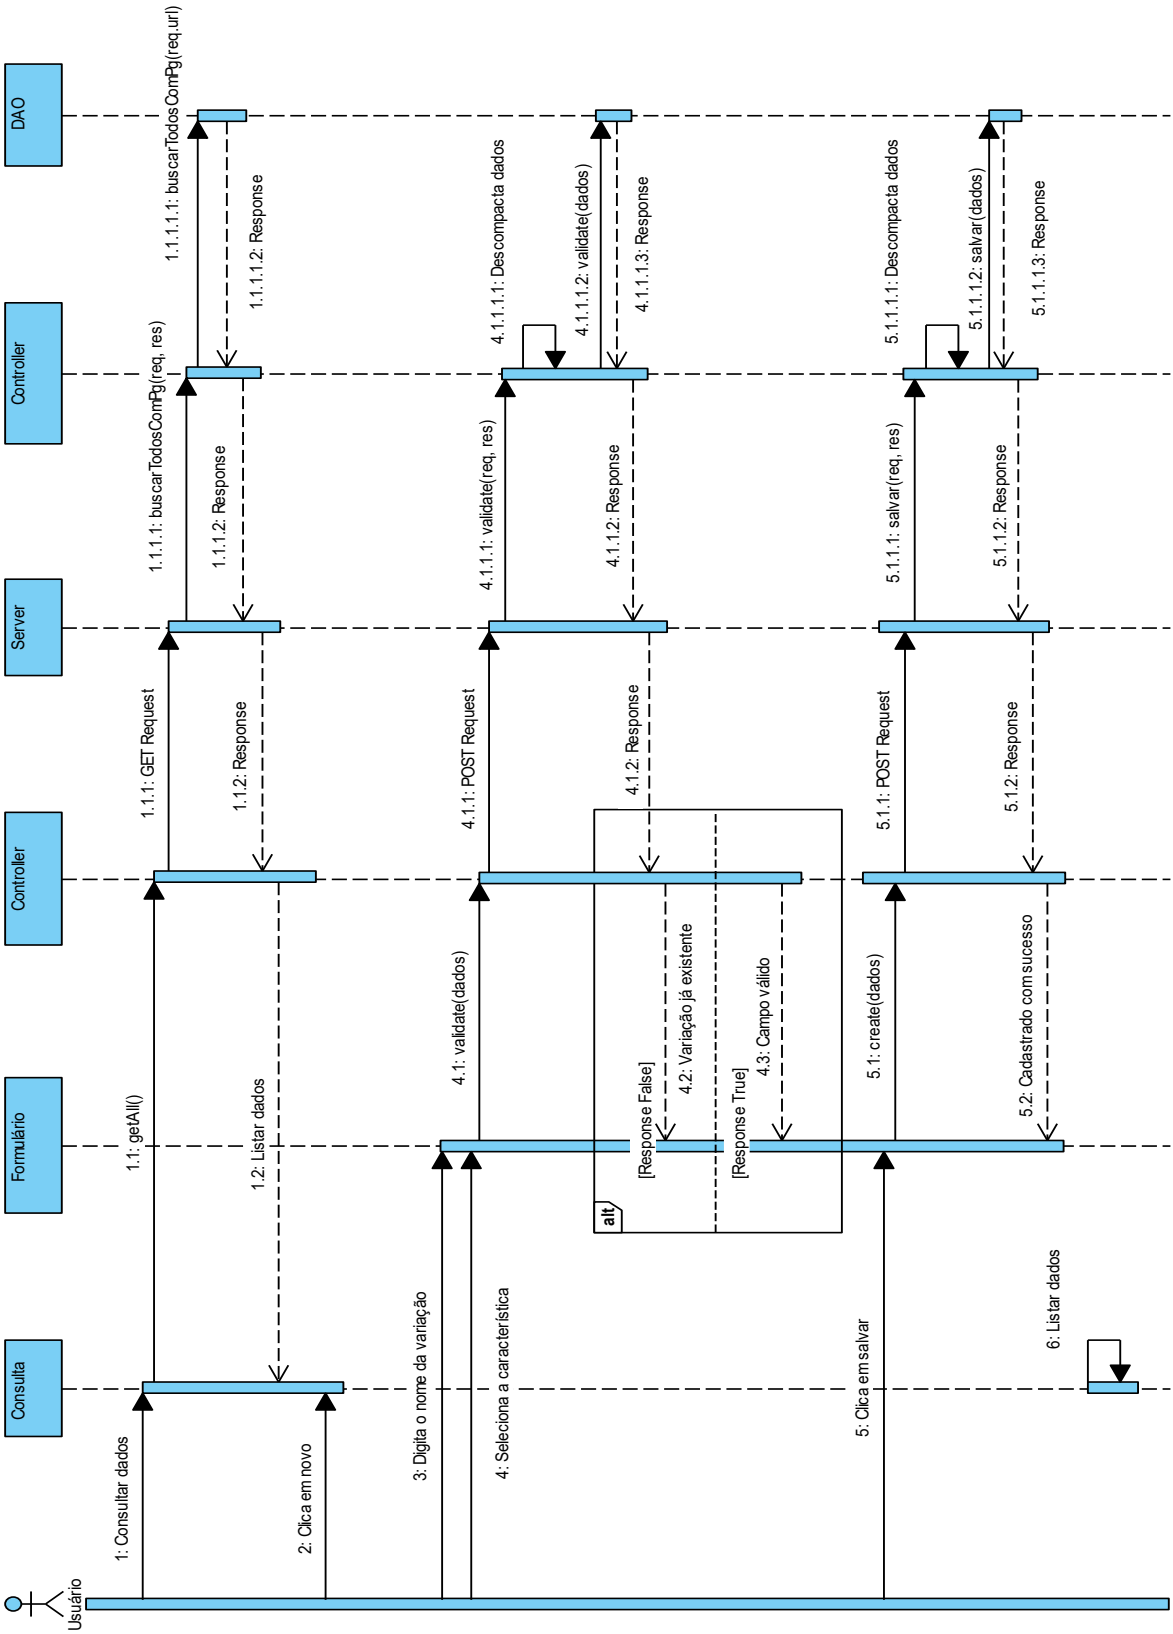 Usuário
Consulta
Formulário
Controller
Server
Controller
DAO
1: Consultar dados
1.1: getAll()
1.1.1: GET Request
1.1.1.1: buscarTodosComPg(req, res)
1.1.1.1.1: buscarTodosComPg(req.url)
1.1.1.1.2: Response
1.1.1.2: Response
1.1.2: Response
1.2: Listar dados
2: Clica em novo
3: Digita o nome da variação
4: Seleciona a característica
4.1: validate(dados)
4.1.1: POST Request
4.1.1.1: validate(req, res)
4.1.1.1.1: Descompacta dados
4.1.1.1.2: validate(dados)
4.1.1.1.3: Response
4.1.1.2: Response
4.1.2: Response
alt
[Response False]
4.2: Variação já existente
[Response True]
4.3: Campo válido
5: Clica em salvar
5.1: create(dados)
5.1.1: POST Request
5.1.1.1: salvar(req, res)
5.1.1.1.1: Descompacta dados
5.1.1.1.2: salvar(dados)
5.1.1.1.3: Response
5.1.1.2: Response
5.1.2: Response
5.2: Cadastrado com sucesso
6: Listar dados